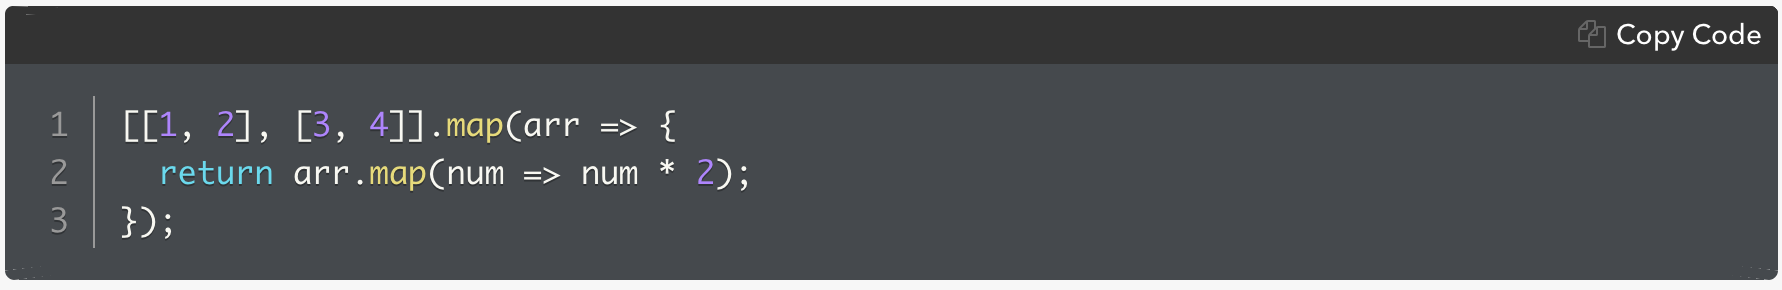 Copy Code
1 [[1, 2], [3, 4]].map(arr => {
2   return arr.map(num => num * 2);
3 });